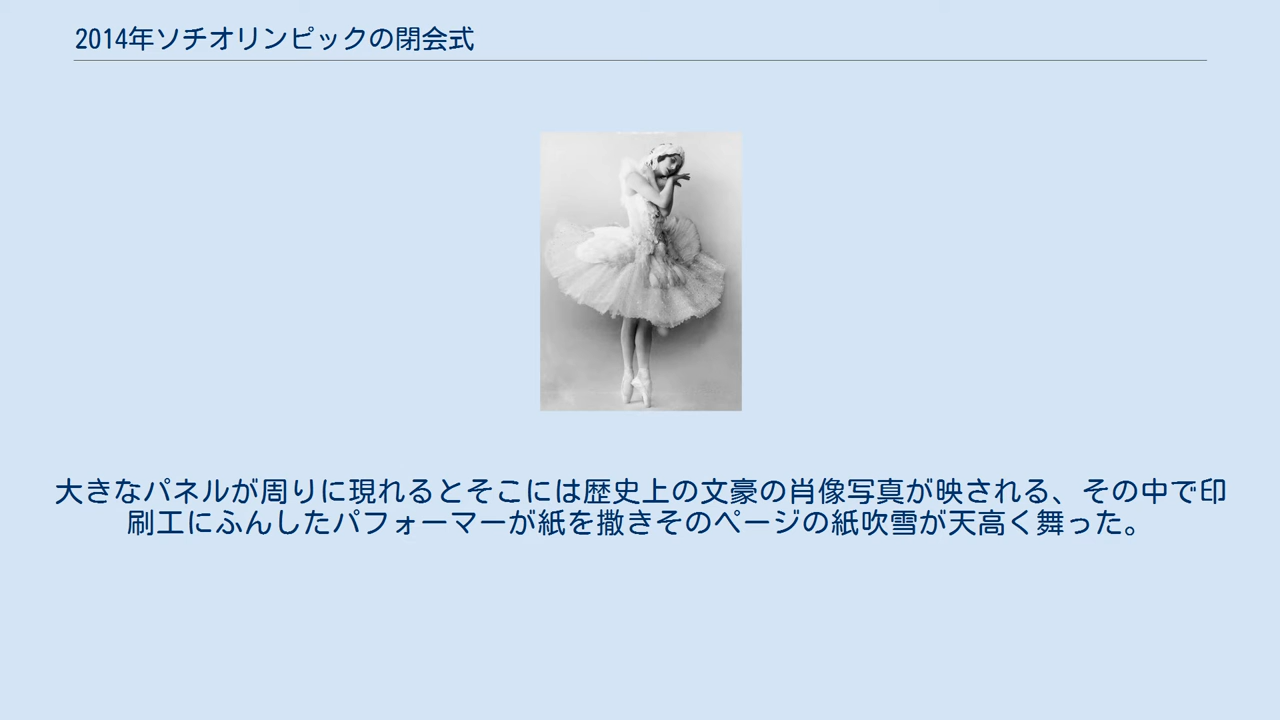 2014年ソチオリンピックの閉会式
大きなパネルが周りに現れるとそこには歴史上の文豪の肖像写真が映される、その中で印
刷工にふんしたパフォーマーが紙を撒きそのページの紙吹雪が天高く舞った。